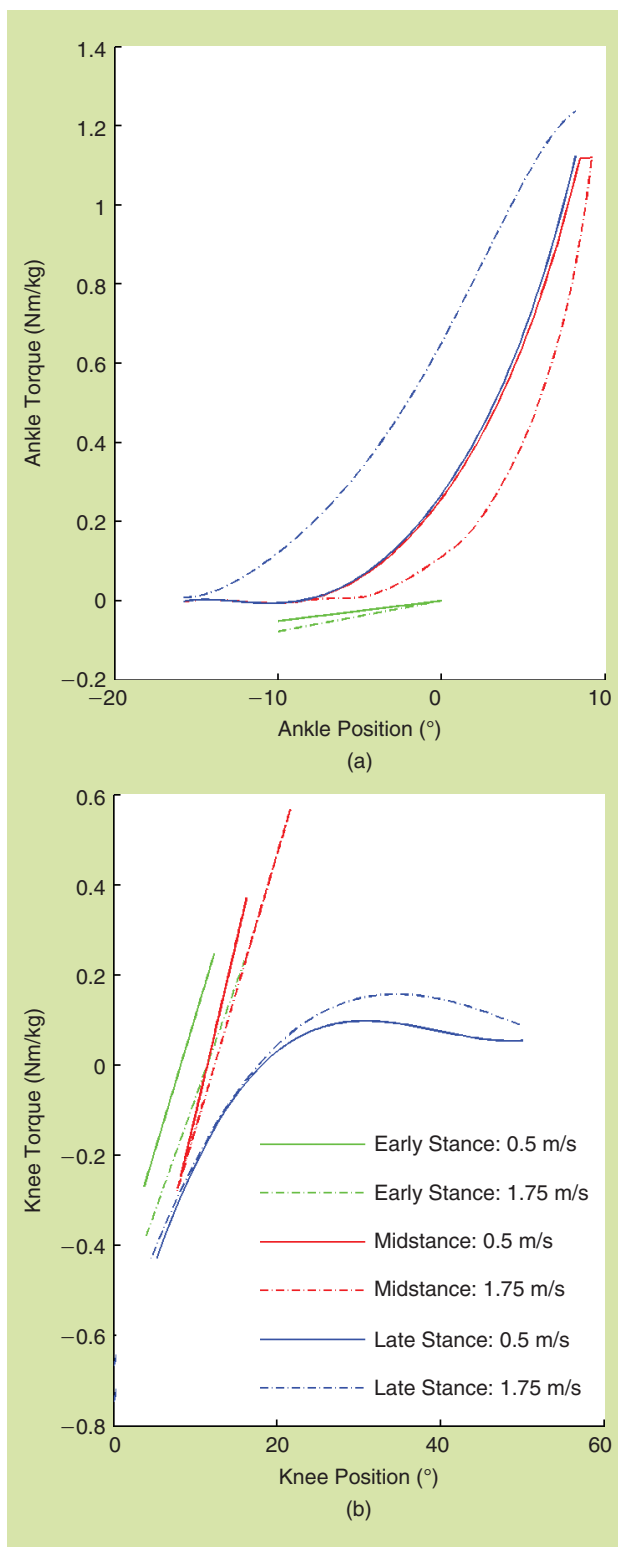 1.4
1.2
1
0.8
0.6
0.4
0.2
0
−0.2
−20
−10
0
10
Ankle Torque (Nm/kg)
Ankle Position (°)
(a)
0.6
0.4
0.2
0
−0.2
−0.4
−0.6
−0.8
0
20
40
60
Knee Torque (Nm/kg)
Early Stance: 0.5 m/s
Early Stance: 1.75 m/s
Midstance: 0.5 m/s
Midstance: 1.75 m/s
Late Stance: 0.5 m/s
Late Stance: 1.75 m/s
Knee Position (°)
(b)